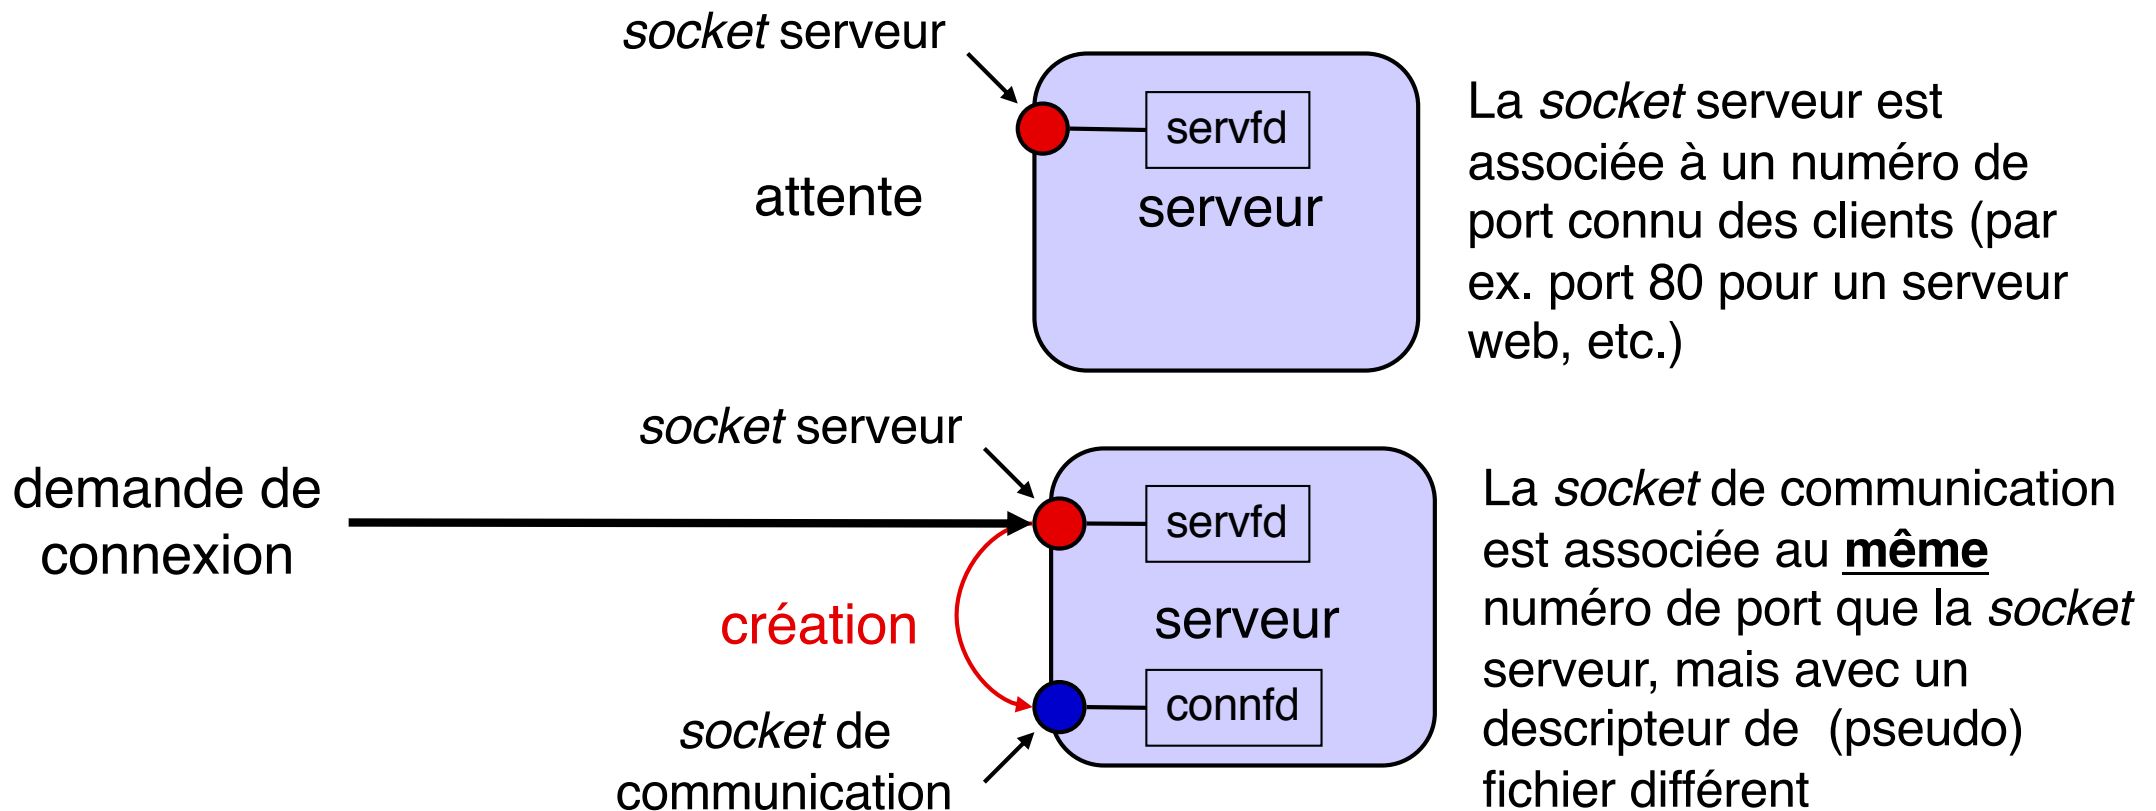 socket serveur
servfd
attente
serveur
La socket serveur est
associée à un numéro de
port connu des clients (par
ex. port 80 pour un serveur
web, etc.)
socket serveur
demande de
connexion
servfd
création
serveur
connfd
socket de
communication
La socket de communication
est associée au même
numéro de port que la socket
serveur, mais avec un
descripteur de  (pseudo)
fichier différent